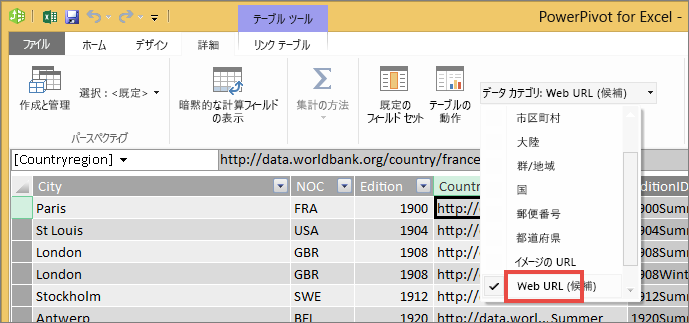 テーブル ツール
PowerPivot for Excel -
ファイル ホーム デザイン 詳細 リンク テーブル
作成と管理 選択: <既定>
パースペクティブ
暗黙的な計算フィールド
の表示
集計の方法
既定の
フィールド セット
テーブルの
動作
データ カテゴリ: Web URL (候補)
市区町村
大陸
群/地域
国
郵便番号
都道府県
イメージの URL
Web URL (候補)
[Countryregion] http://data.worldbank.org/country/france
City NOC Edition Countr ditionID
Paris FRA 1900 http:// 900Summ
St Louis USA 1904 http:// 904Summ
London GBR 1908 http:// 908Summ
London GBR 1908 http:// 908Wint
Stockholm SWE 1912 http:// 912Summ
Antwerp BEL 1920 http://data.worl... Summer 1920Summ